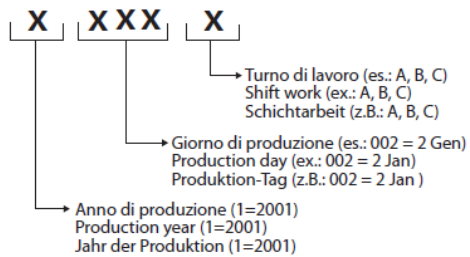 X XXX X
Turno di lavoro (es.: A, B, C)
Shift work (ex.: A, B, C)
Schichtarbeit (z.B.: A, B, C)
Giorno di produzione (es.: 002 = 2 Gen)
Production day (ex.: 002 = 2 Jan)
Produktion-Tag (z.B.: 002 = 2 Jan )
Anno di produzione (1=2001)
Production year (1=2001)
Jahr der Produktion (1=2001)